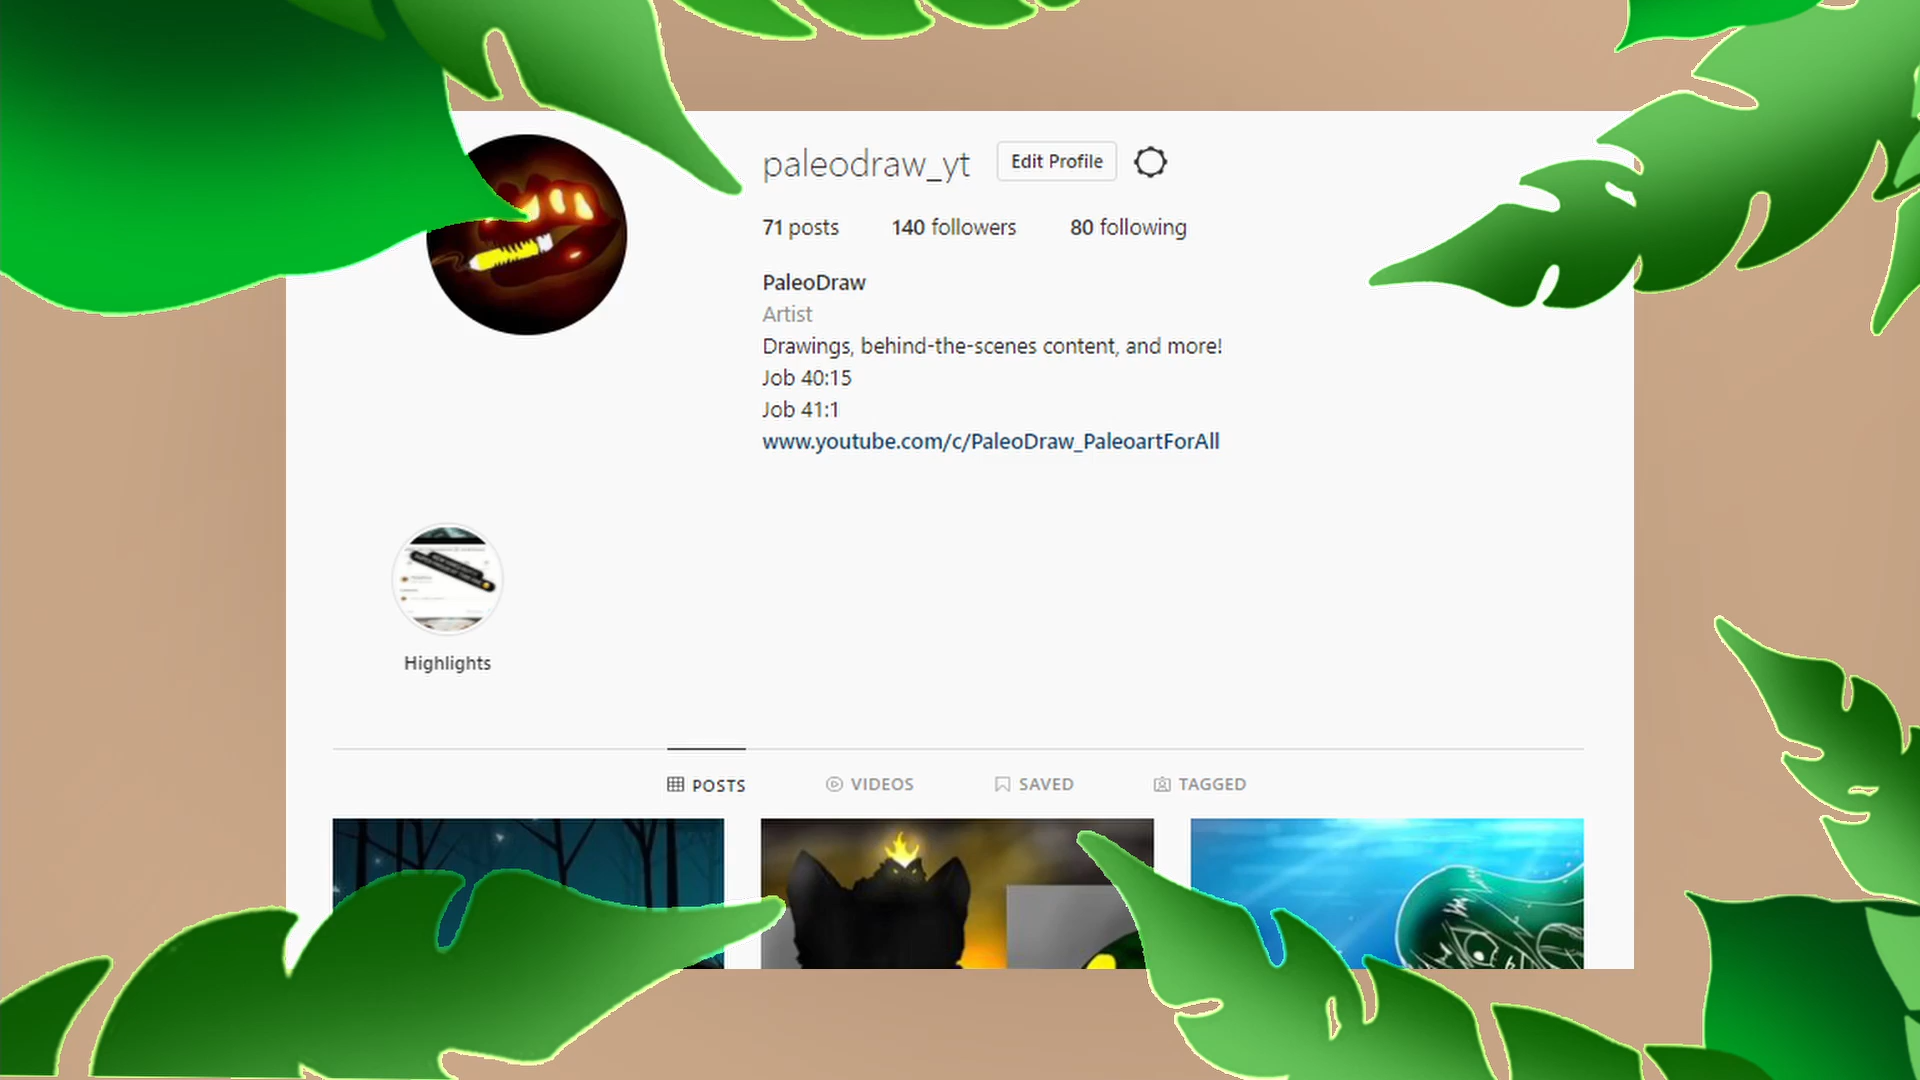 paleodraw_yt Edit Profile
71 posts 140 followers 80 following
PaleoDraw
Artist
Drawings, behind-the-scenes content, and more!
Job 40:15
Job 41:1
www.youtube.com/c/PaleoDraw_PaleoartForAll
Highlights
POSTS VIDEOS SAVED TAGGED